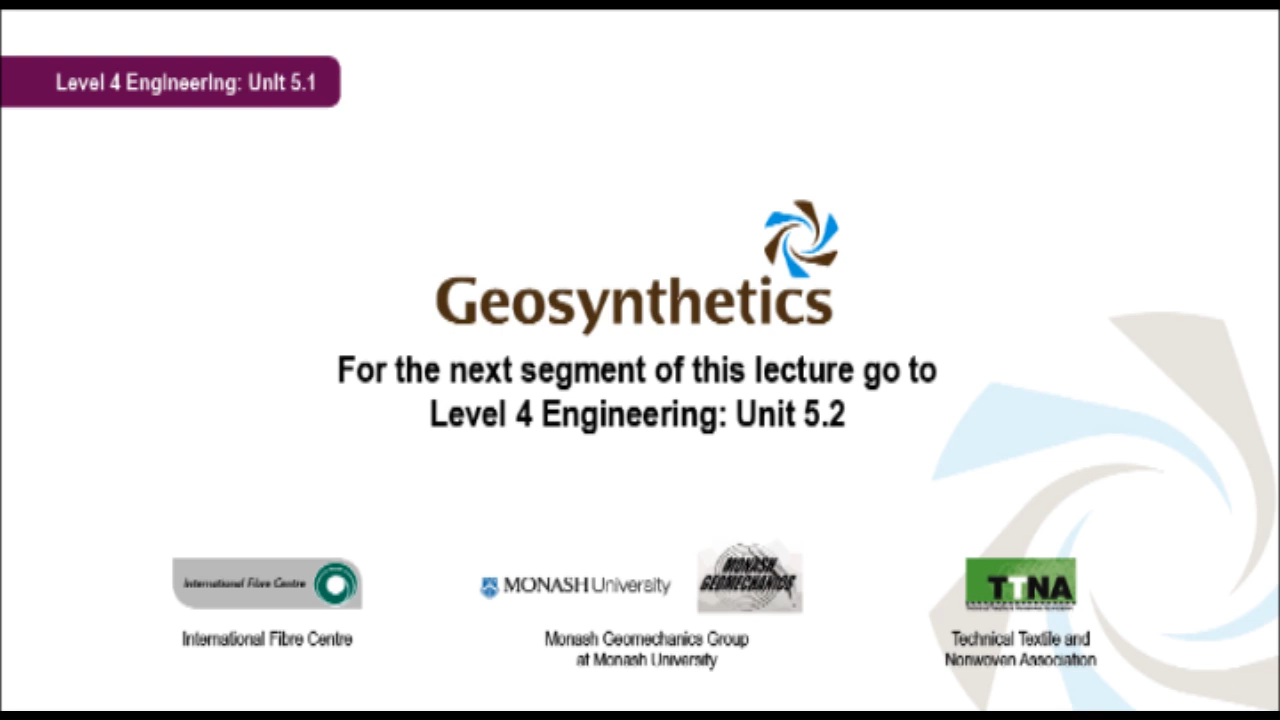 Level 4 Engineering: Unit 5.1
Geosynthetics
For the next segment of this lecture go to
Level 4 Engineering: Unit 5.2
International Fibre Centre
MONASH University
MONASH
GEOMECHANICS
TTNA
International Fibre Centre
Monash Geomechanics Group
at Monash University
Technical Textile and
Nonwoven Association